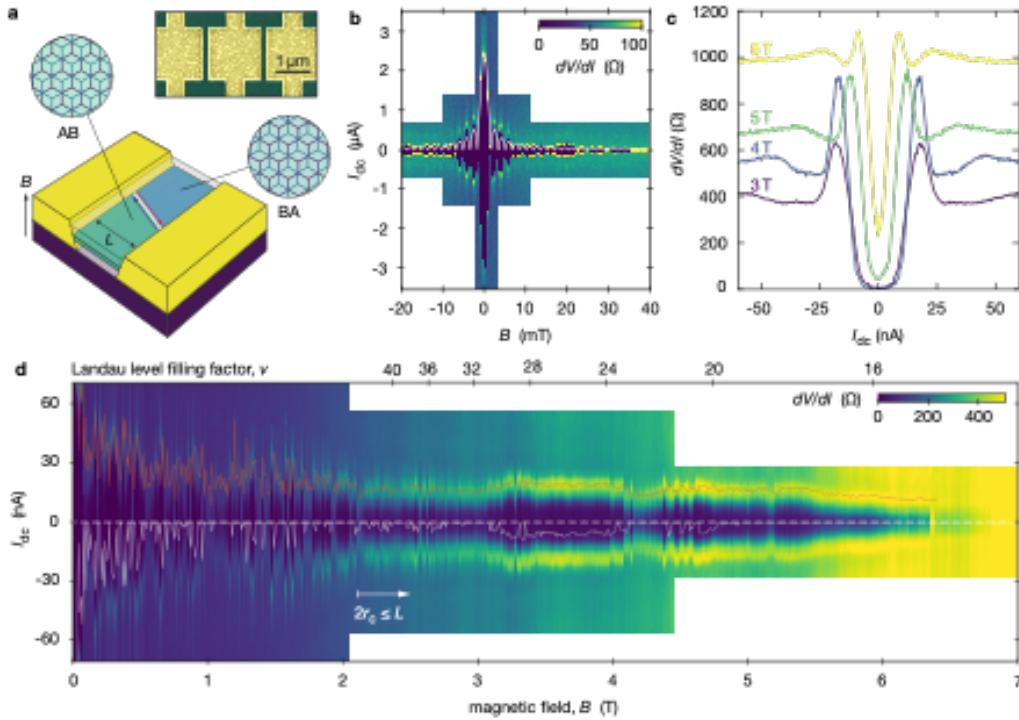 a
1 μm
AB
BA
B
L
b
dV/dI (Ω)
0 50 100
I_dc (μA)
3
2
1
0
-1
-2
-3
-20 -10 0 10 20 30 40
B (mT)
c
dV/dI (Ω)
1200
1000
800
600
400
200
0
6T
5T
4T
3T
-50 -25 0 25 50
I_dc (nA)
d
Landau level filling factor, ν
40 36 32 28 24 20 16
dV/dI (Ω)
0 200 400
I_dc (nA)
60
30
0
-30
-60
2r_c ≤ L
0 1 2 3 4 5 6 7
magnetic field, B (T)